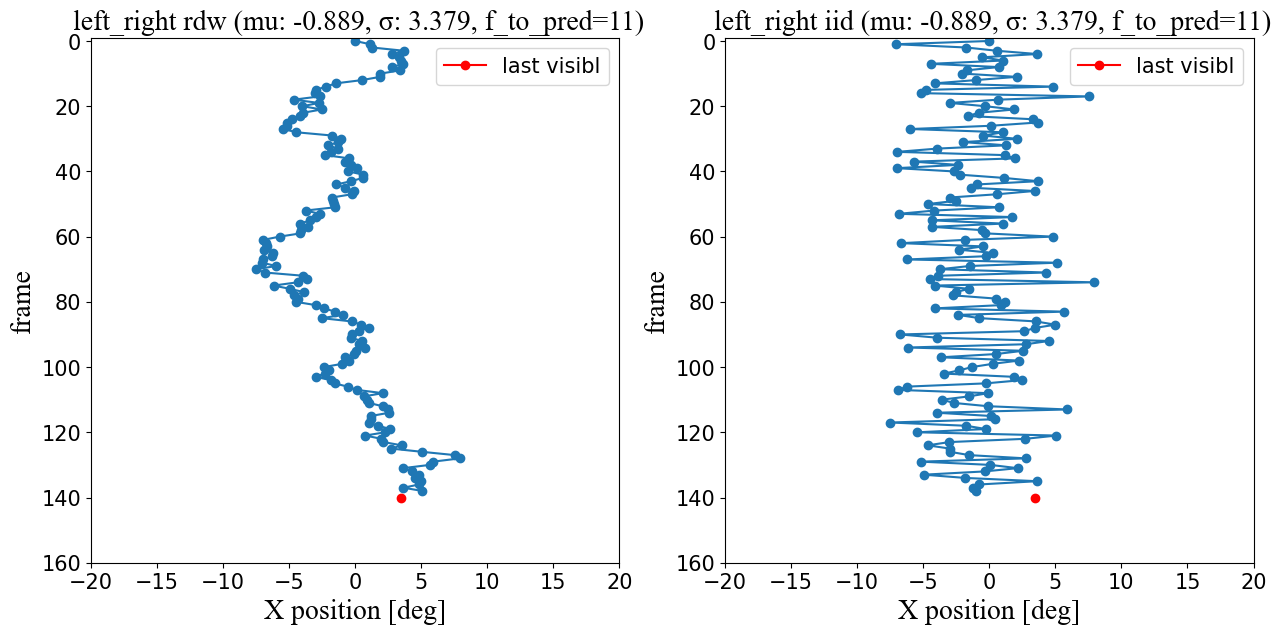 left_right rdw (mu: -0.889, σ: 3.379, f_to_pred=11)
last visibl
0
20
40
60
80
100
120
140
160
frame
−20 −15 −10 −5 0 5 10 15 20
X position [deg]
left_right iid (mu: -0.889, σ: 3.379, f_to_pred=11)
last visibl
0
20
40
60
80
100
120
140
160
frame
−20 −15 −10 −5 0 5 10 15 20
X position [deg]